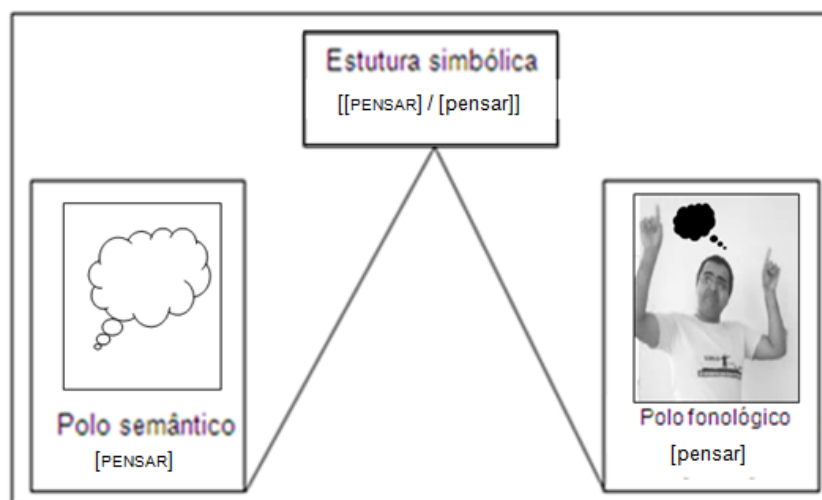 Estutura simbólica
[[PENSAR] / [pensar]]
Polo semântico
[PENSAR]
Polo fonológico
[pensar]